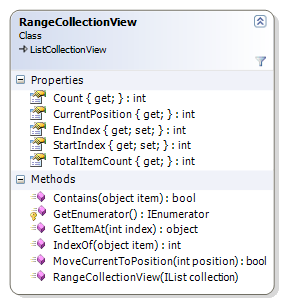 RangeCollectionView
Class
ListCollectionView
Properties
Count { get; } : int
CurrentPosition { get; } : int
EndIndex { get; set; } : int
StartIndex { get; set; } : int
TotalItemCount { get; } : int
Methods
Contains(object item) : bool
GetEnumerator() : IEnumerator
GetItemAt(int index) : object
IndexOf(object item) : int
MoveCurrentToPosition(int position) : bool
RangeCollectionView(IList collection)